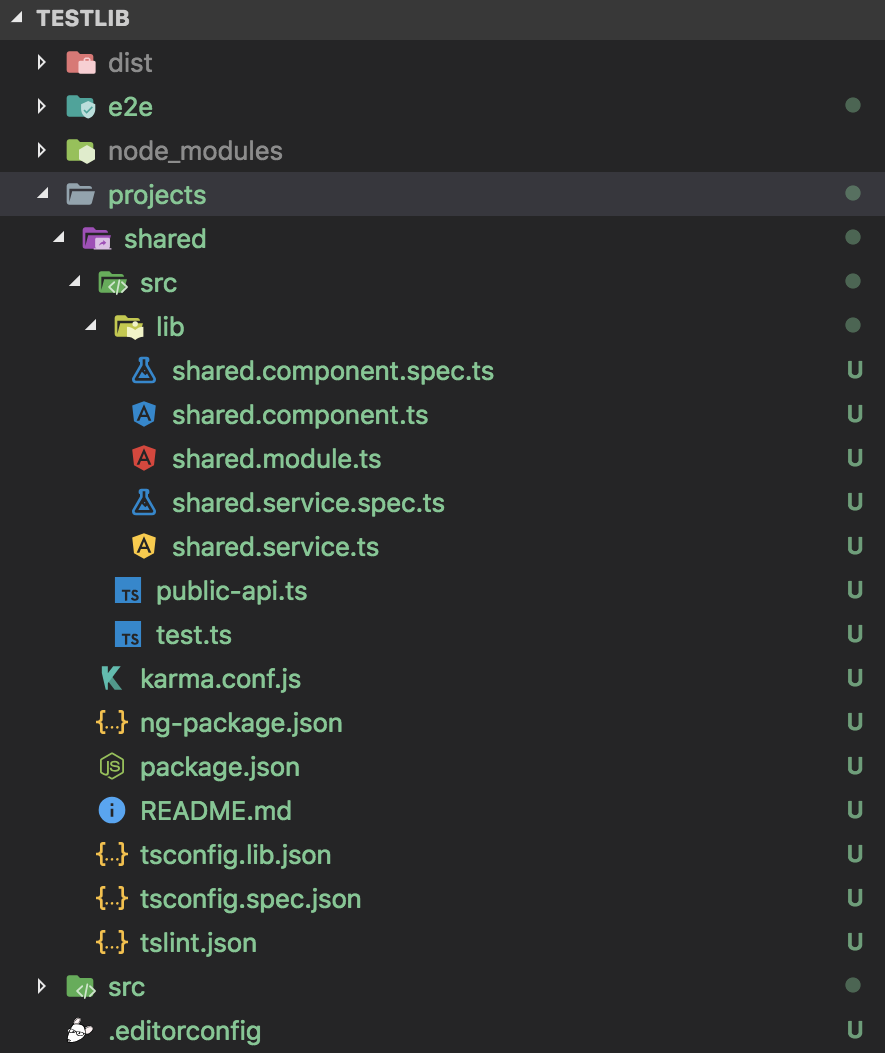 TESTLIB
dist
e2e
node_modules
projects
shared
src
lib
shared.component.spec.ts U
shared.component.ts U
shared.module.ts U
shared.service.spec.ts U
shared.service.ts U
TS public-api.ts U
TS test.ts U
karma.conf.js U
{...} ng-package.json U
JS package.json U
README.md U
{...} tsconfig.lib.json U
{...} tsconfig.spec.json U
{...} tslint.json U
src
.editorconfig U